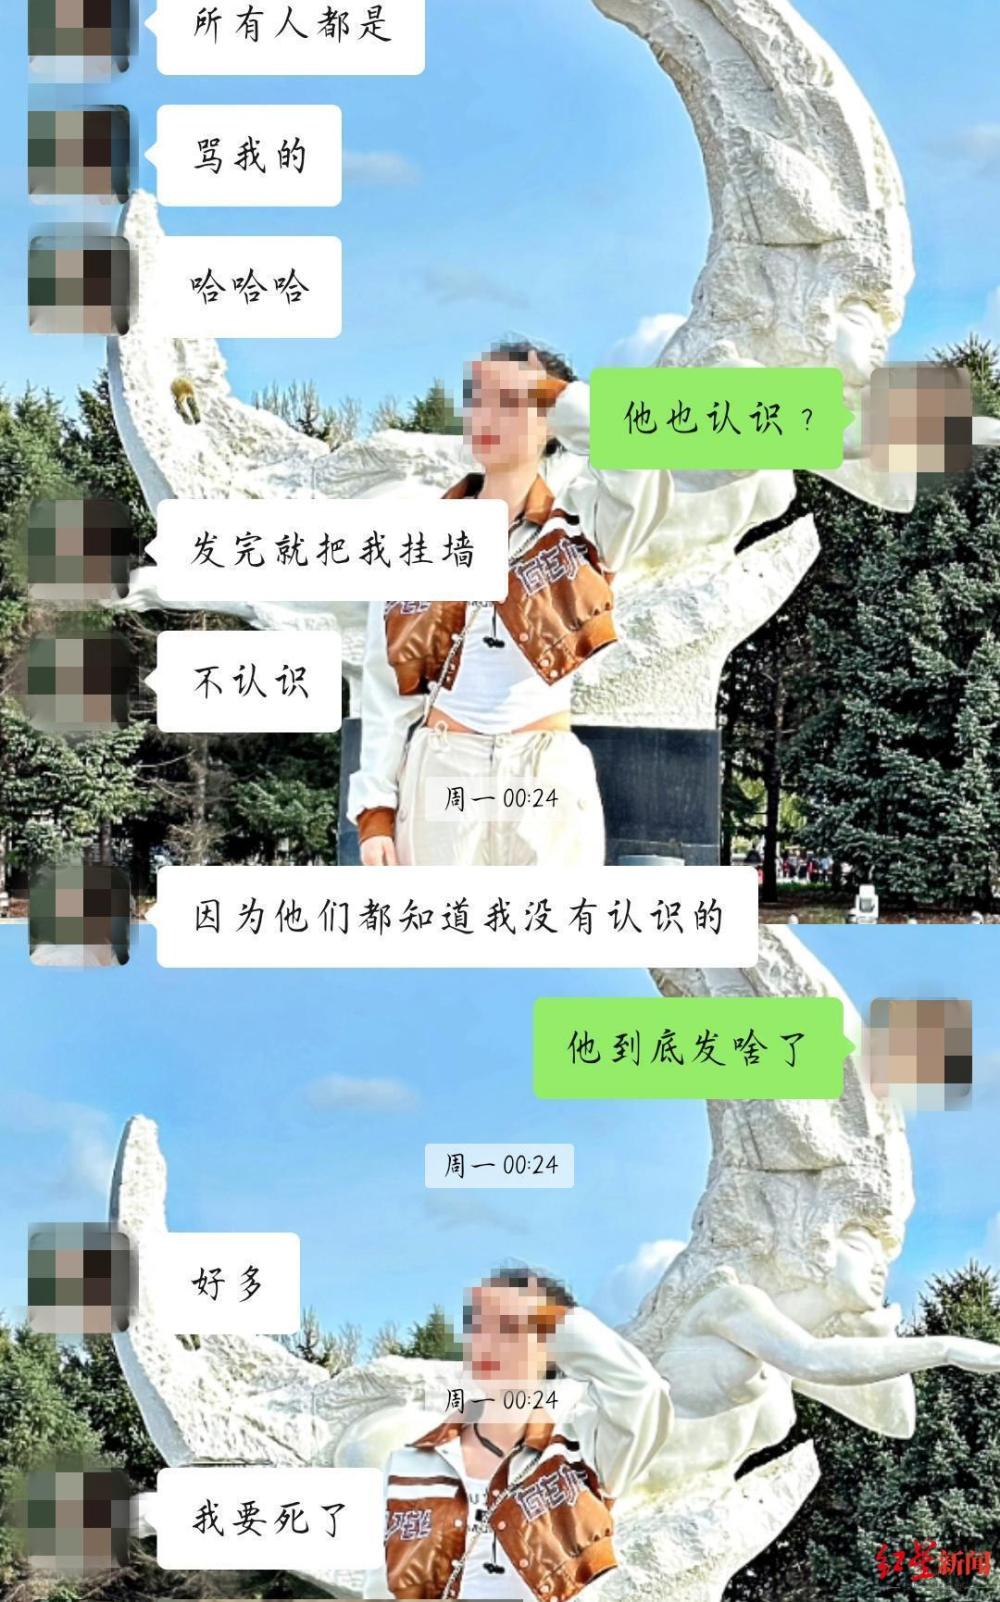 所有人都是
骂我的
哈哈哈
他也认识？
发完就把我挂墙
不认识
周一 00:24
因为他们都知道我没有认识的
他到底发啥了
周一 00:24
好多
周一 00:24
我要死了
红星新闻